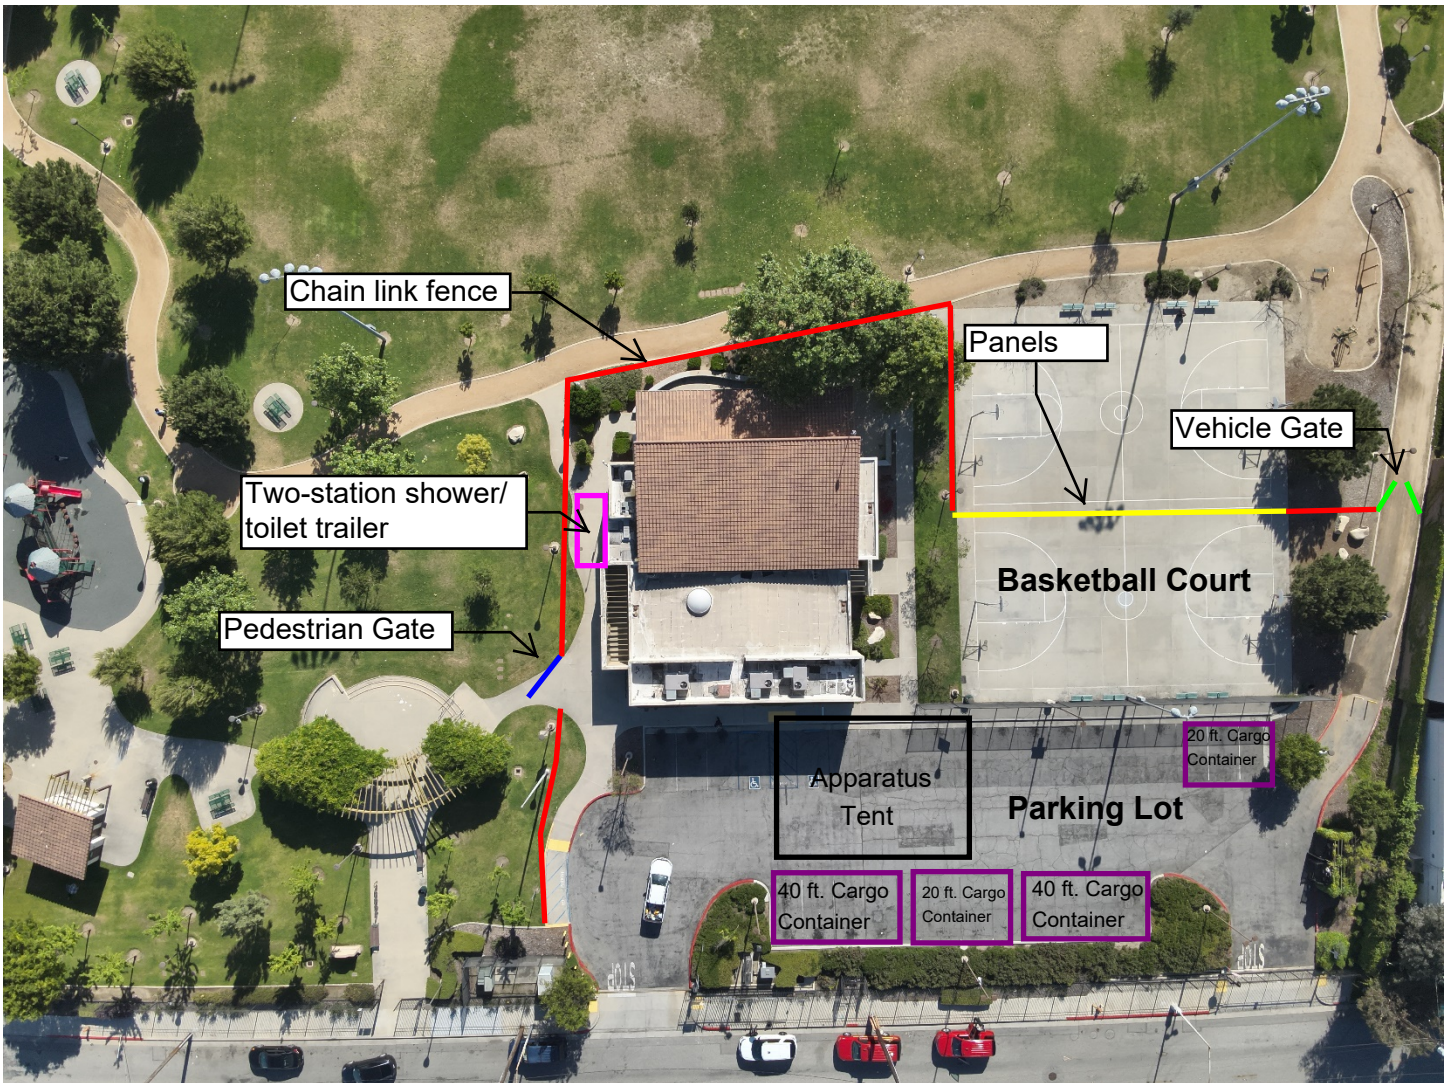 Chain link fence
Panels
Vehicle Gate
Two-station shower/
toilet trailer
Basketball Court
Pedestrian Gate
20 ft. Cargo
Container
Apparatus
Tent
Parking Lot
40 ft. Cargo
Container
20 ft. Cargo
Container
40 ft. Cargo
Container
STOP
STOP